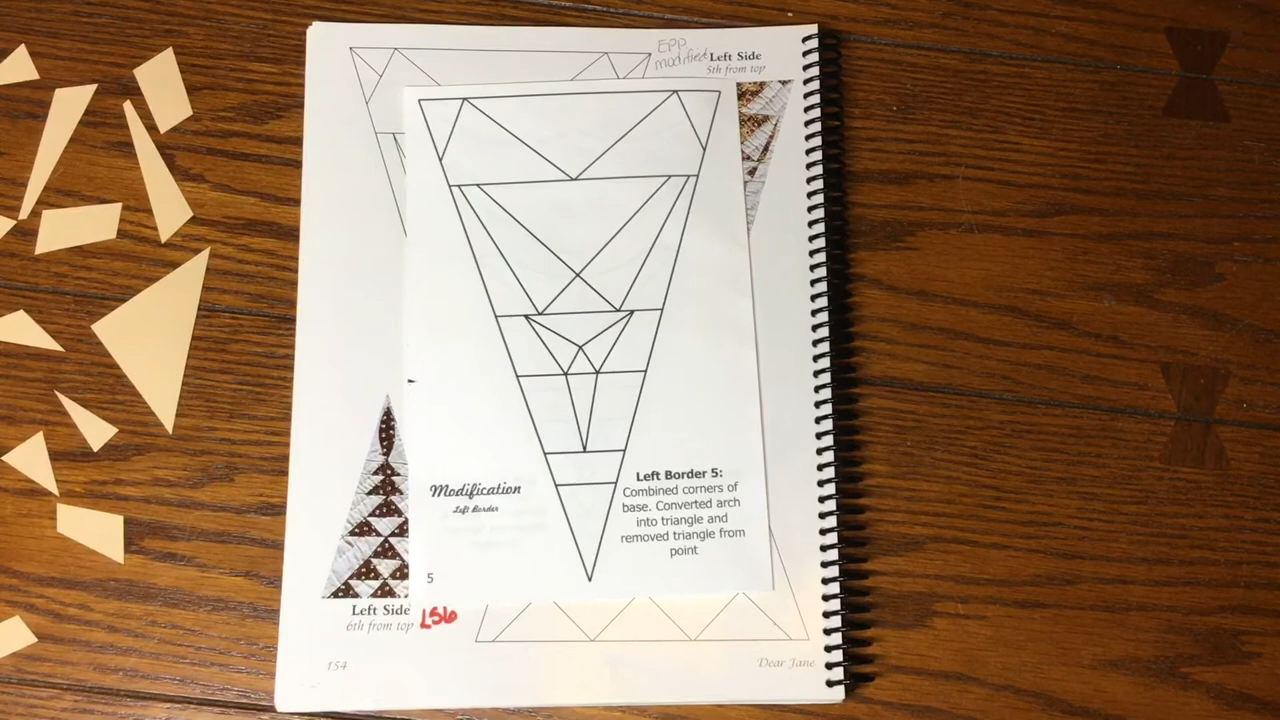 EPP
modified
Left Side
5th from top
Modification
Left Border
Left Border 5:
Combined corners of
base. Converted arch
into triangle and
removed triangle from
point
5
Left Side
6th from top
LS6
154
Dear Jane